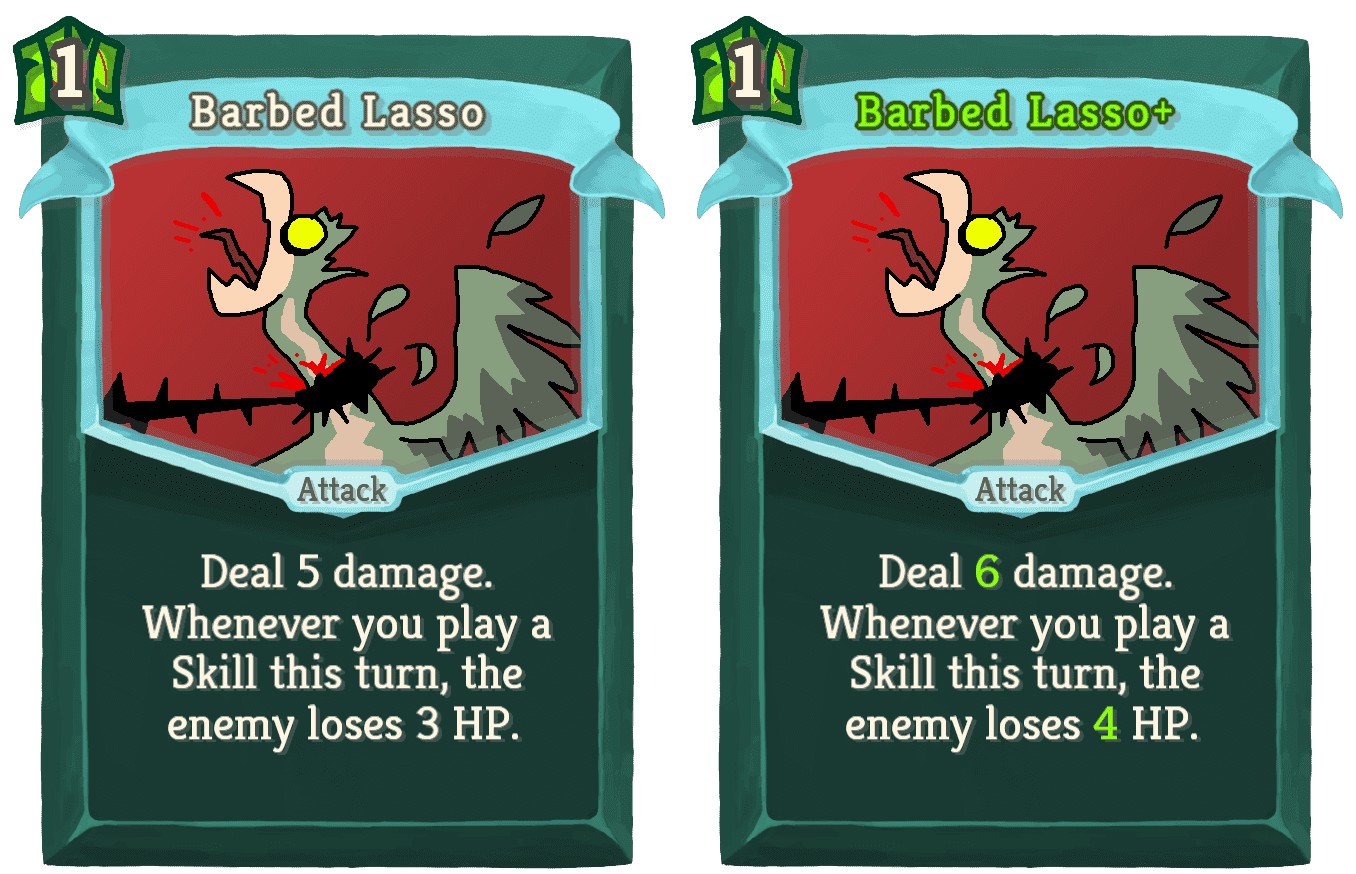 1
Barbed Lasso
Attack
Deal 5 damage.
Whenever you play a
Skill this turn, the
enemy loses 3 HP.
1
Barbed Lasso+
Attack
Deal 6 damage.
Whenever you play a
Skill this turn, the
enemy loses 4 HP.